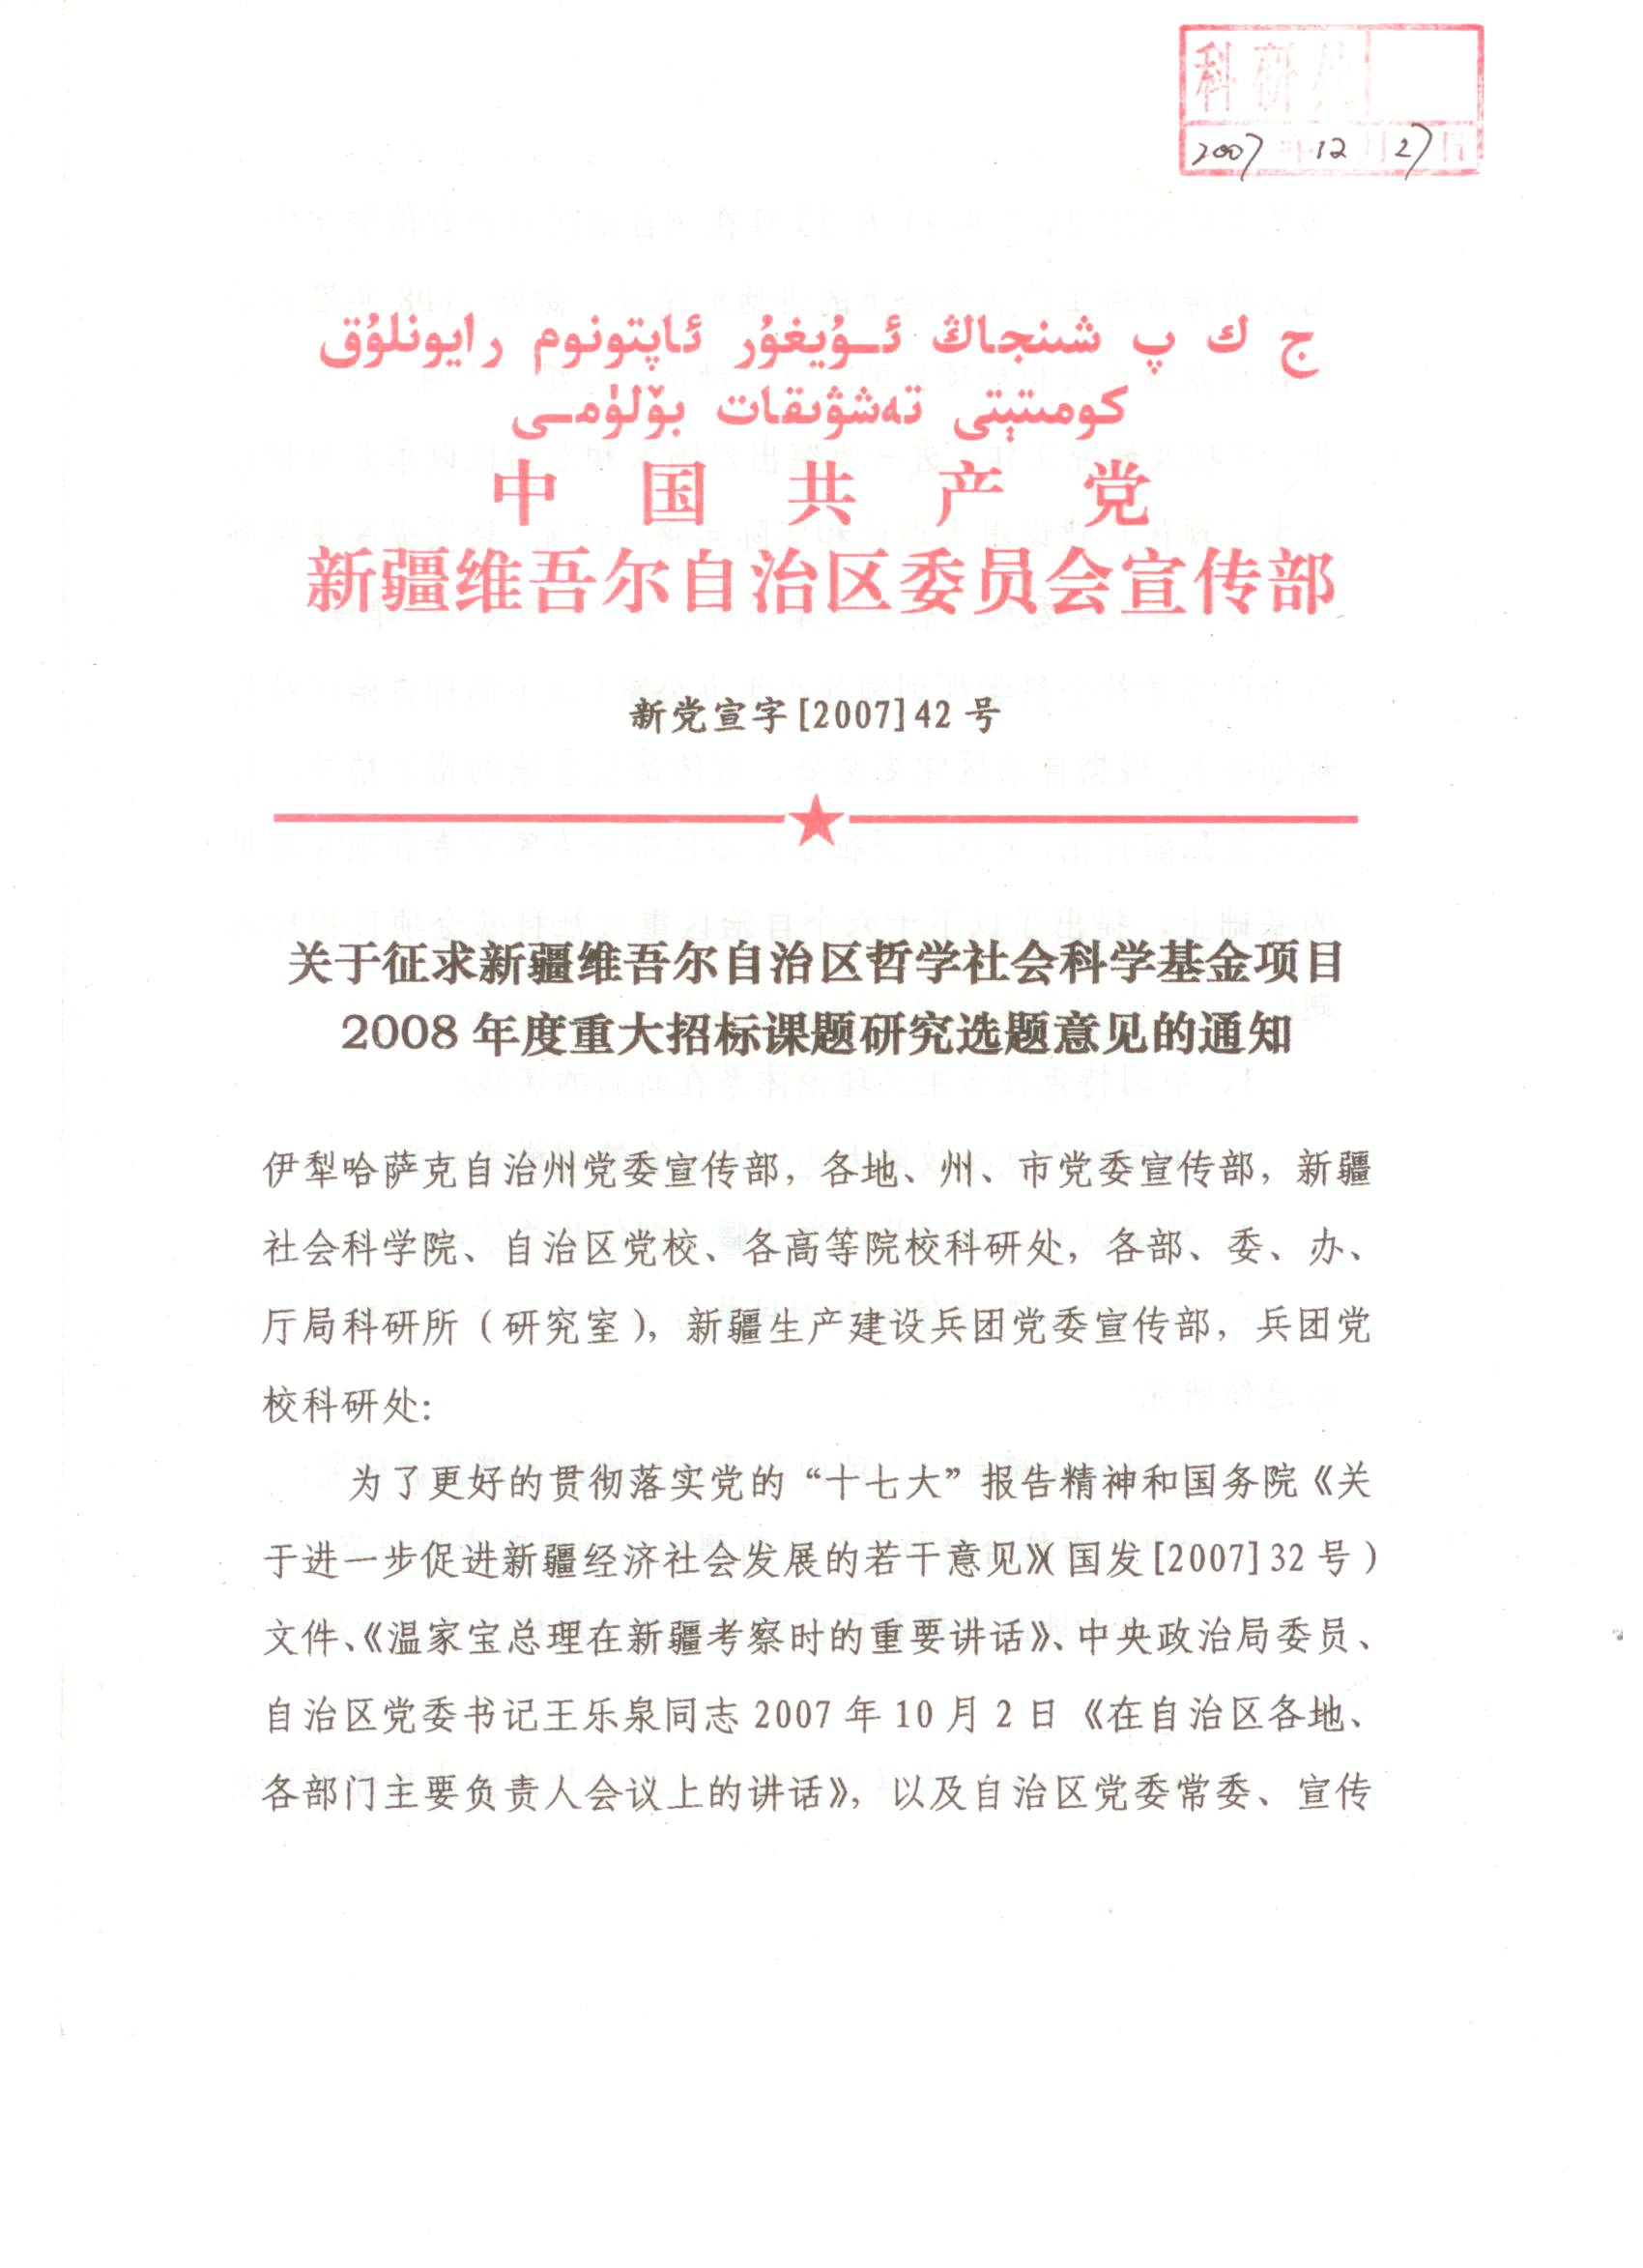 科研处
2007年12月27日
ج ك پ شىنجاڭ ئـۇيغۇر ئاپتونوم رايونلۇق
كومىتېتى تەشۋىقات بۆلۈمـى
中国共产党
新疆维吾尔自治区委员会宣传部
新党宣字[2007]42号
关于征求新疆维吾尔自治区哲学社会科学基金项目
2008年度重大招标课题研究选题意见的通知
伊犁哈萨克自治州党委宣传部，各地、州、市党委宣传部，新疆
社会科学院、自治区党校、各高等院校科研处，各部、委、办、
厅局科研所（研究室），新疆生产建设兵团党委宣传部，兵团党
校科研处：
为了更好的贯彻落实党的“十七大”报告精神和国务院《关
于进一步促进新疆经济社会发展的若干意见》（国发[2007]32号）
文件、《温家宝总理在新疆考察时的重要讲话》、中央政治局委员、
自治区党委书记王乐泉同志2007年10月2日《在自治区各地、
各部门主要负责人会议上的讲话》，以及自治区党委常委、宣传